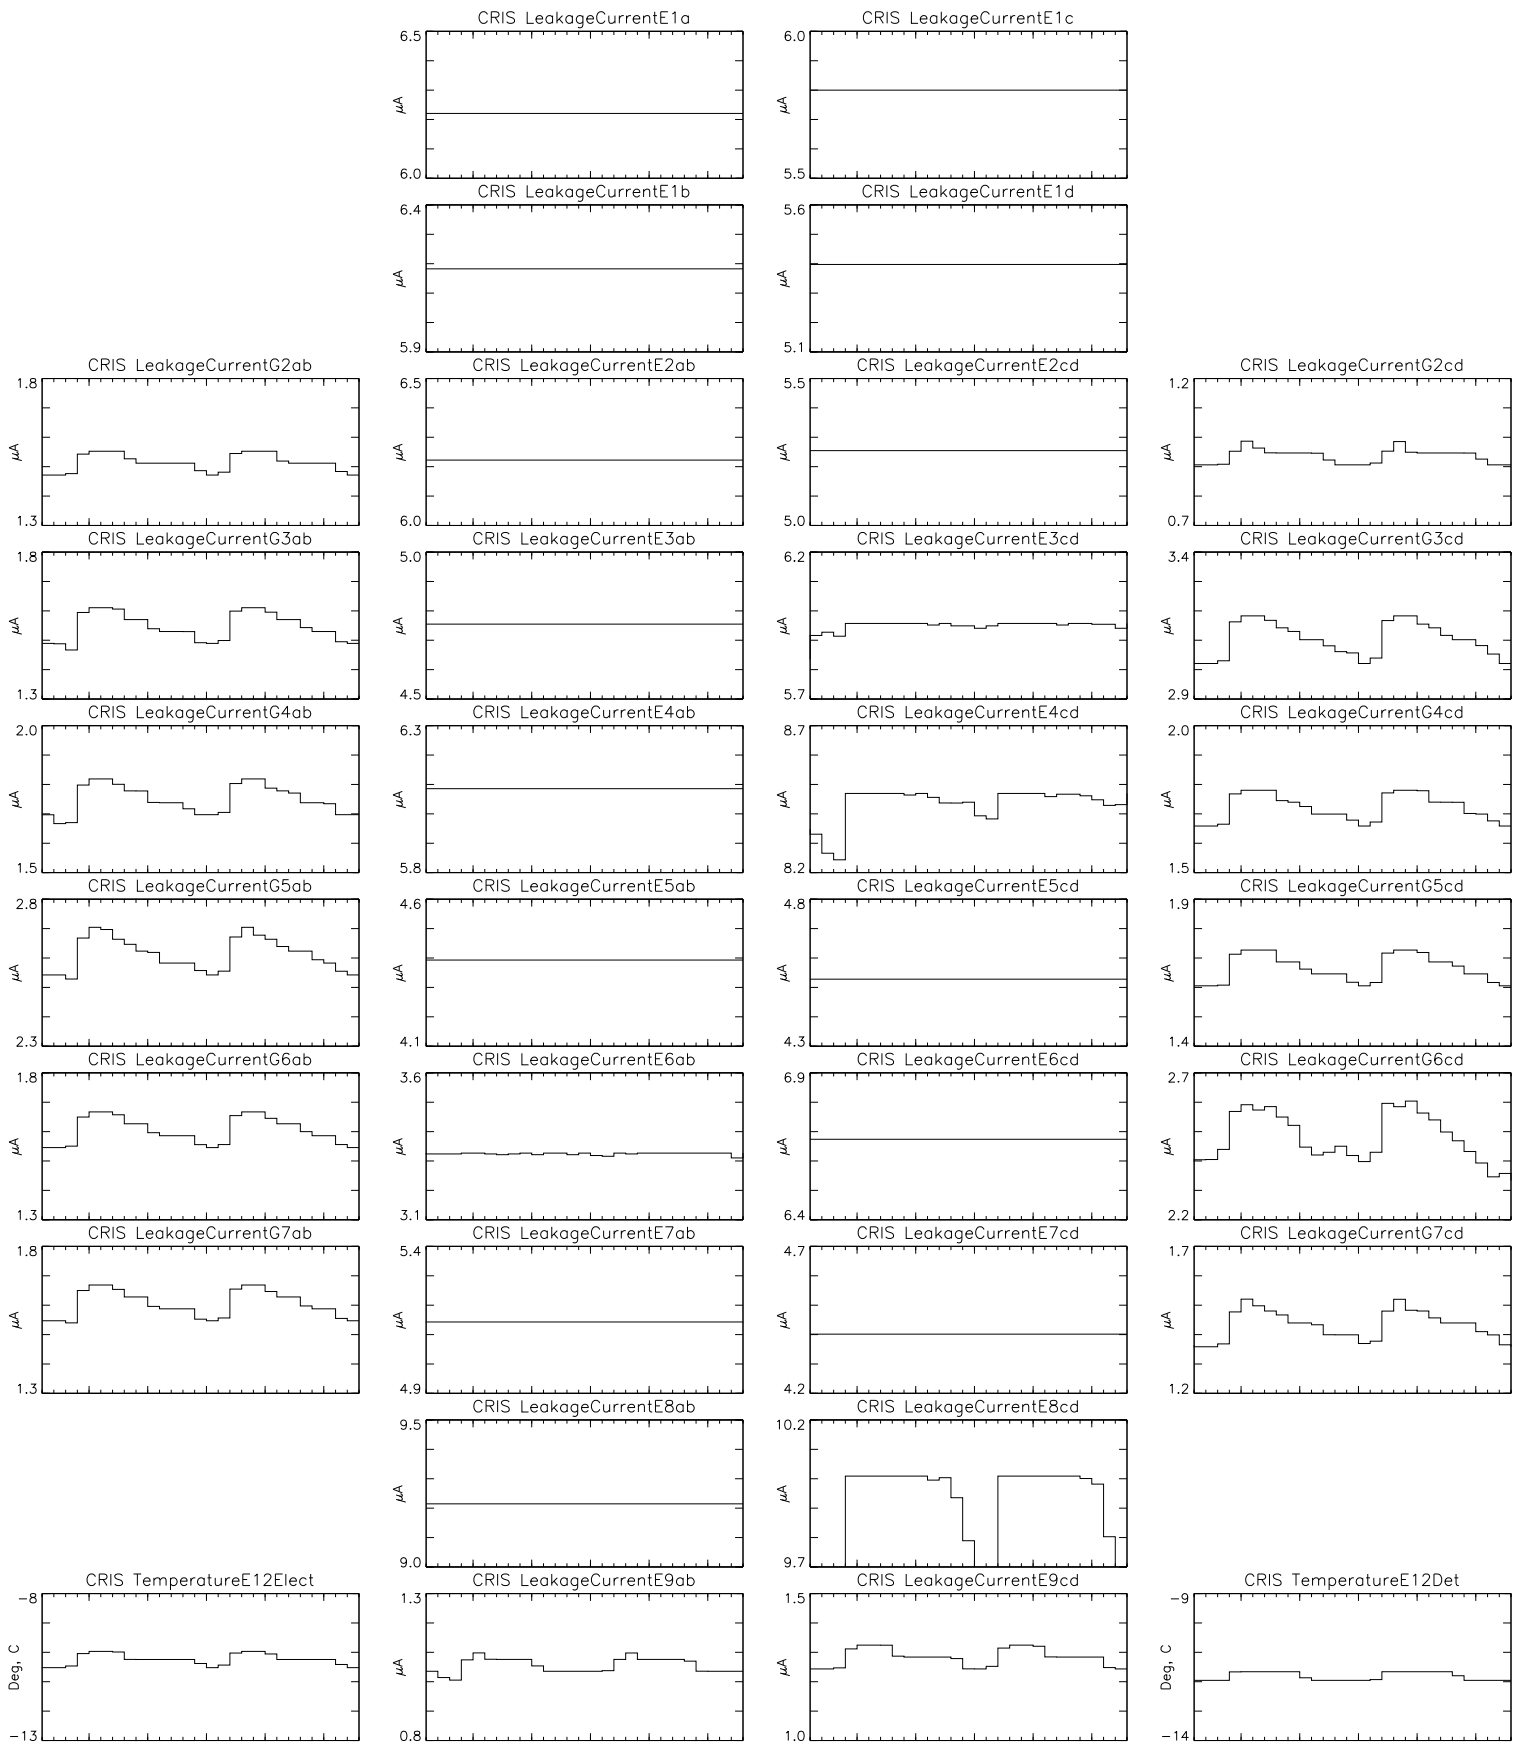 CRIS LeakageCurrentE1a
6.5
μA
6.0
CRIS LeakageCurrentE1c
6.0
μA
5.5
CRIS LeakageCurrentE1b
6.4
μA
5.9
CRIS LeakageCurrentE1d
5.6
μA
5.1
CRIS LeakageCurrentG2ab
1.8
μA
1.3
CRIS LeakageCurrentE2ab
6.5
μA
6.0
CRIS LeakageCurrentE2cd
5.5
μA
5.0
CRIS LeakageCurrentG2cd
1.2
μA
0.7
CRIS LeakageCurrentG3ab
1.8
μA
1.3
CRIS LeakageCurrentE3ab
5.0
μA
4.5
CRIS LeakageCurrentE3cd
6.2
μA
5.7
CRIS LeakageCurrentG3cd
3.4
μA
2.9
CRIS LeakageCurrentG4ab
2.0
μA
1.5
CRIS LeakageCurrentE4ab
6.3
μA
5.8
CRIS LeakageCurrentE4cd
8.7
μA
8.2
CRIS LeakageCurrentG4cd
2.0
μA
1.5
CRIS LeakageCurrentG5ab
2.8
μA
2.3
CRIS LeakageCurrentE5ab
4.6
μA
4.1
CRIS LeakageCurrentE5cd
4.8
μA
4.3
CRIS LeakageCurrentG5cd
1.9
μA
1.4
CRIS LeakageCurrentG6ab
1.8
μA
1.3
CRIS LeakageCurrentE6ab
3.6
μA
3.1
CRIS LeakageCurrentE6cd
6.9
μA
6.4
CRIS LeakageCurrentG6cd
2.7
μA
2.2
CRIS LeakageCurrentG7ab
1.8
μA
1.3
CRIS LeakageCurrentE7ab
5.4
μA
4.9
CRIS LeakageCurrentE7cd
4.7
μA
4.2
CRIS LeakageCurrentG7cd
1.7
μA
1.2
CRIS LeakageCurrentE8ab
9.5
μA
9.0
CRIS LeakageCurrentE8cd
10.2
μA
9.7
CRIS TemperatureE12Elect
-8
Deg, C
-13
CRIS LeakageCurrentE9ab
1.3
μA
0.8
CRIS LeakageCurrentE9cd
1.5
μA
1.0
CRIS TemperatureE12Det
-9
Deg, C
-14